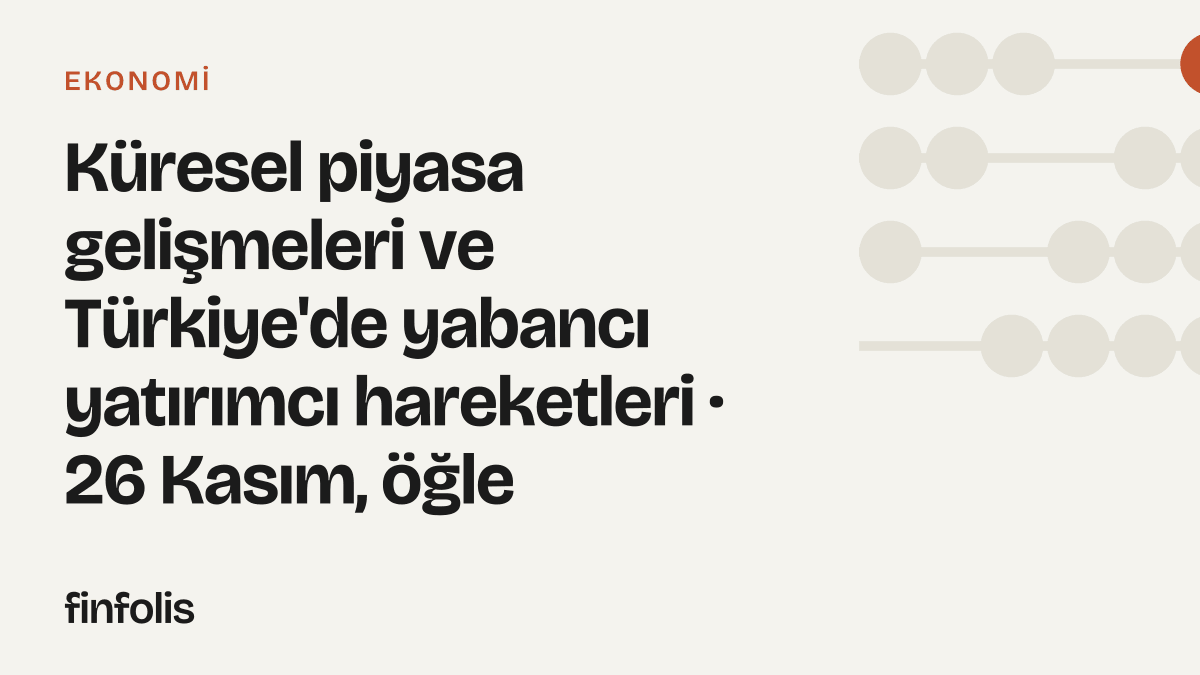 EKONOMİ
Küresel piyasa
gelişmeleri ve
Türkiye'de yabancı
yatırımcı hareketleri ·
26 Kasım, öğle
finfolis